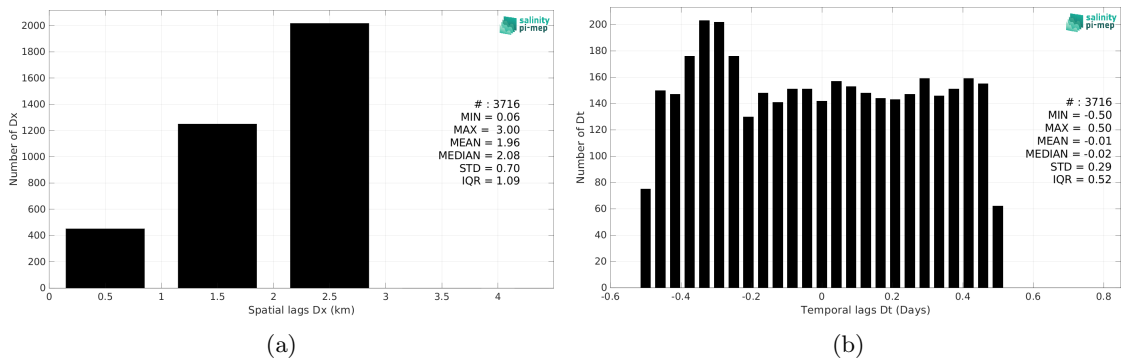 2000
1800
1600
1400
1200
1000
800
600
400
200
0
Number of Dx
0 0.5 1 1.5 2 2.5 3 3.5 4
Spatial lags Dx (km)
salinity
pi-mep
# : 3716
MIN = 0.06
MAX = 3.00
MEAN = 1.96
MEDIAN = 2.08
STD = 0.70
IQR = 1.09
(a)
200
180
160
140
120
100
80
60
40
20
0
Number of Dt
-0.6 -0.4 -0.2 0 0.2 0.4 0.6 0.8
Temporal lags Dt (Days)
salinity
pi-mep
# : 3716
MIN = -0.50
MAX = 0.50
MEAN = -0.01
MEDIAN = -0.02
STD = 0.29
IQR = 0.52
(b)